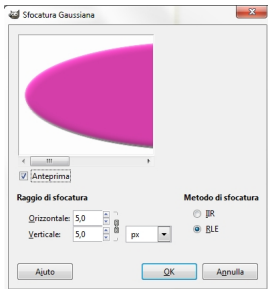 Sfocatura Gaussiana
Anteprima
Raggio di sfocatura
Metodo di sfocatura
Orizzontale: 5,0
IIR
Verticale: 5,0 px
RLE
Aiuto OK Annulla